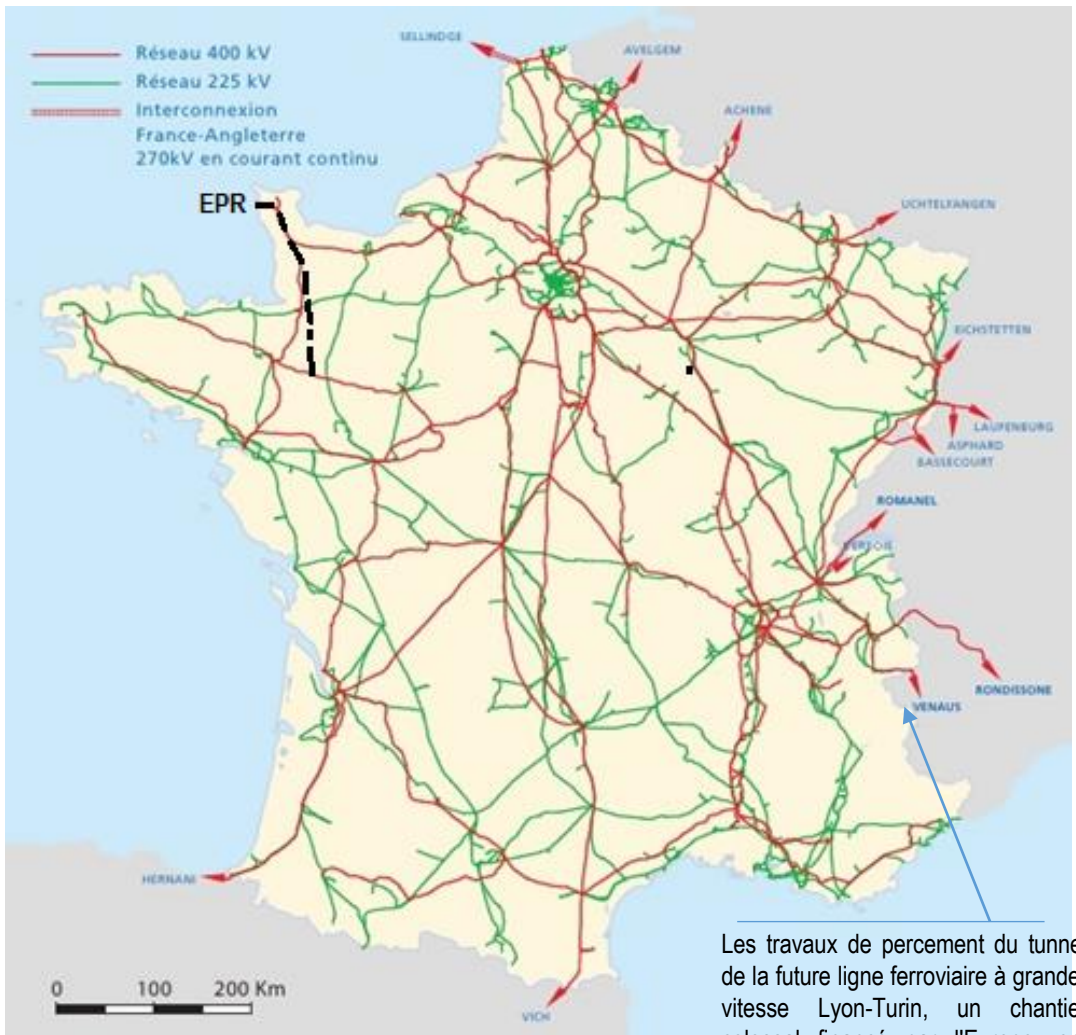 Réseau 400 kV
Réseau 225 kV
Interconnexion
France-Angleterre
270kV en courant continu
SELLINDGE
AVELGEM
ACHENE
EPR
UCHTELFANGEN
EICHSTETTEN
LAUFENBURG
ASPHARD
BASSECOURT
ROMANEL
VERBOIS
RONDISSONE
VENAUS
HERNANI
VICH
0 100 200 Km
Les travaux de percement du tunne
de la future ligne ferroviaire à grande
vitesse Lyon-Turin, un chantie